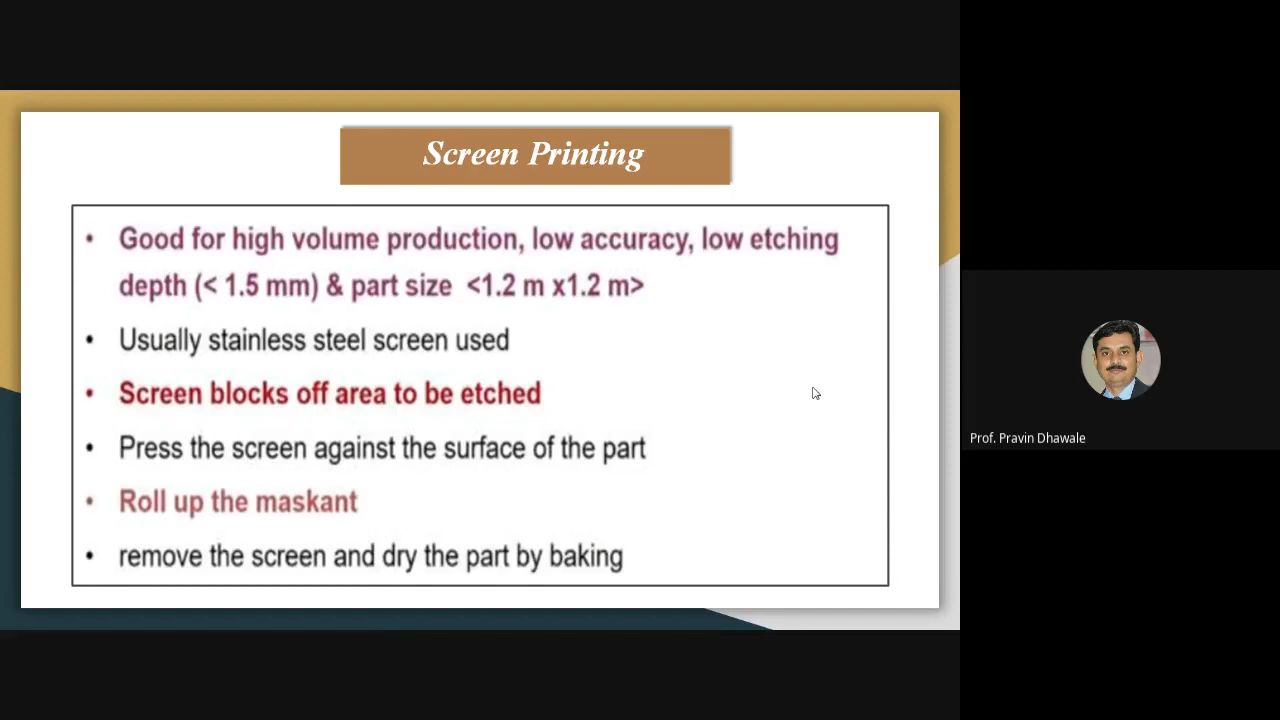 Screen Printing
• Good for high volume production, low accuracy, low etching
depth (< 1.5 mm) & part size <1.2 m x1.2 m>
• Usually stainless steel screen used
• Screen blocks off area to be etched
• Press the screen against the surface of the part
• Roll up the maskant
• remove the screen and dry the part by baking
Prof. Pravin Dhawale